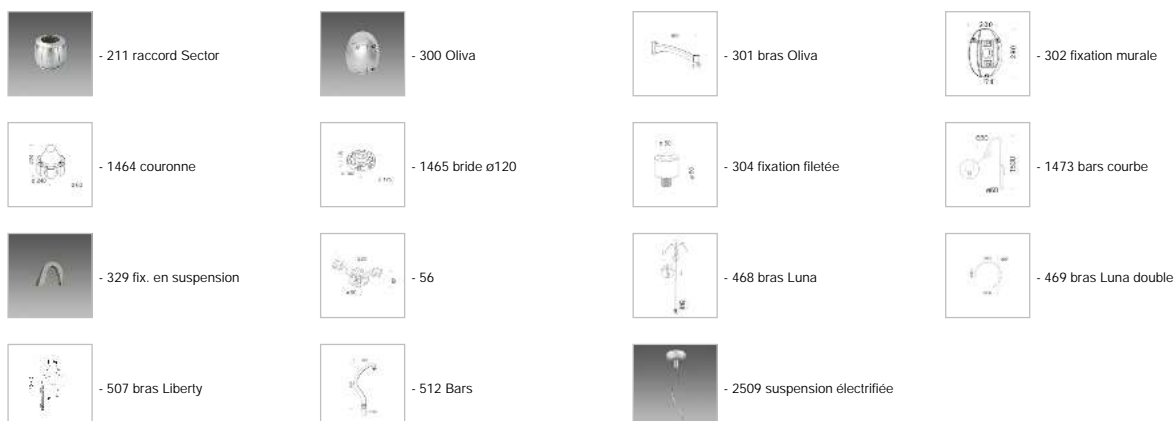 - 211 raccord Sector
- 300 Oliva
- 301 bras Oliva
- 302 fixation murale
- 1464 couronne
- 1465 bride ø120
- 304 fixation filetée
- 1473 bars courbe
- 329 fix. en suspension
- 56
- 468 bras Luna
- 469 bras Luna double
- 507 bras Liberty
- 512 Bars
- 2509 suspension électrifiée